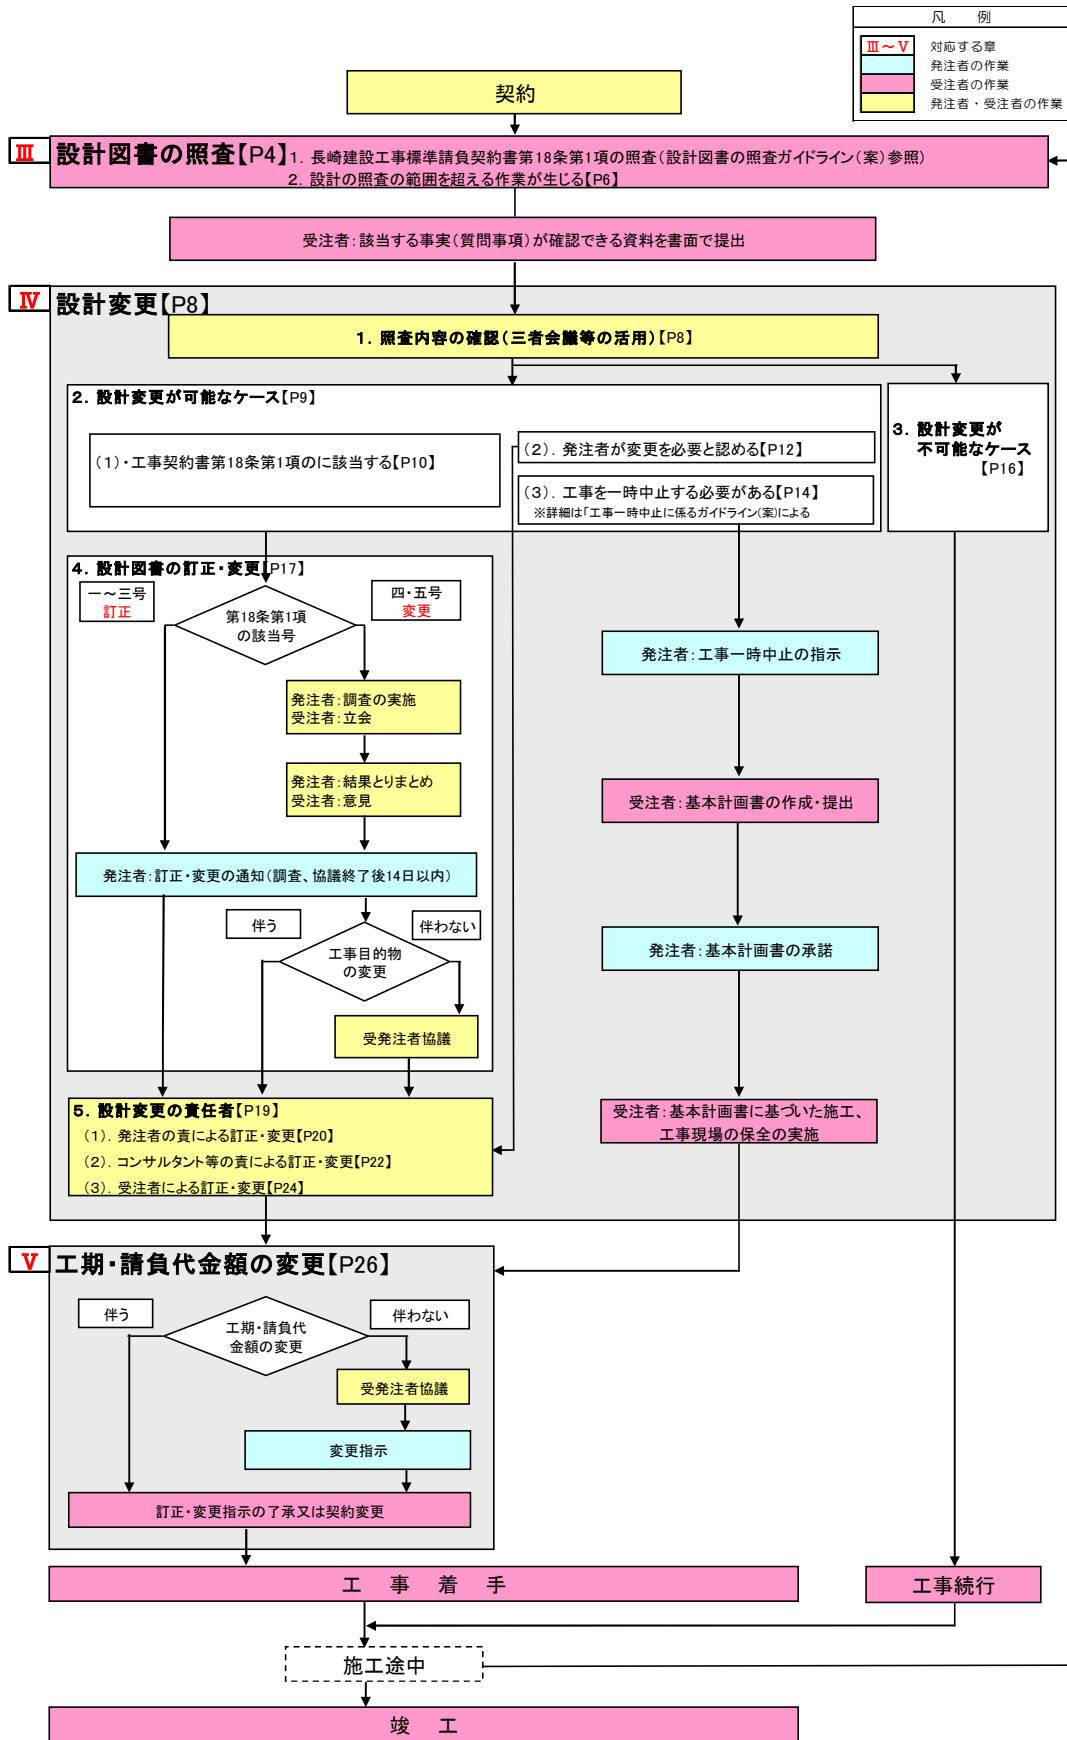 凡 例
Ⅲ～Ⅴ 対応する章
発注者の作業
受注者の作業
発注者・受注者の作業
契約
Ⅲ 設計図書の照査【P4】 1. 長崎建設工事標準請負契約書第18条第1項の照査(設計図書の照査ガイドライン(案)参照)
2. 設計の照査の範囲を超える作業が生じる【P6】
受注者:該当する事実(質問事項)が確認できる資料を書面で提出
Ⅳ 設計変更【P8】
1. 照査内容の確認(三者会議等の活用)【P8】
2. 設計変更が可能なケース【P9】
(1)・工事契約書第18条第1項のに該当する【P10】
(2). 発注者が変更を必要と認める【P12】
(3). 工事を一時中止する必要がある【P14】
※詳細は「工事一時中止に係るガイドライン(案)による
3. 設計変更が
不可能なケース
【P16】
4. 設計図書の訂正・変更【P17】
一～三号
訂正
第18条第1項
の該当号
四・五号
変更
発注者:調査の実施
受注者:立会
発注者:結果とりまとめ
受注者:意見
発注者:訂正・変更の通知(調査、協議終了後14日以内)
伴う
伴わない
工事目的物
の変更
受発注者協議
発注者:工事一時中止の指示
受注者:基本計画書の作成・提出
発注者:基本計画書の承諾
受注者:基本計画書に基づいた施工、
工事現場の保全の実施
5. 設計変更の責任者【P19】
(1). 発注者の責による訂正・変更【P20】
(2). コンサルタント等の責による訂正・変更【P22】
(3). 受注者による訂正・変更【P24】
Ⅴ 工期・請負代金額の変更【P26】
伴う
伴わない
工期・請負代
金額の変更
受発注者協議
変更指示
訂正・変更指示の了承又は契約変更
工 事 着 手
工事続行
施工途中
竣 工